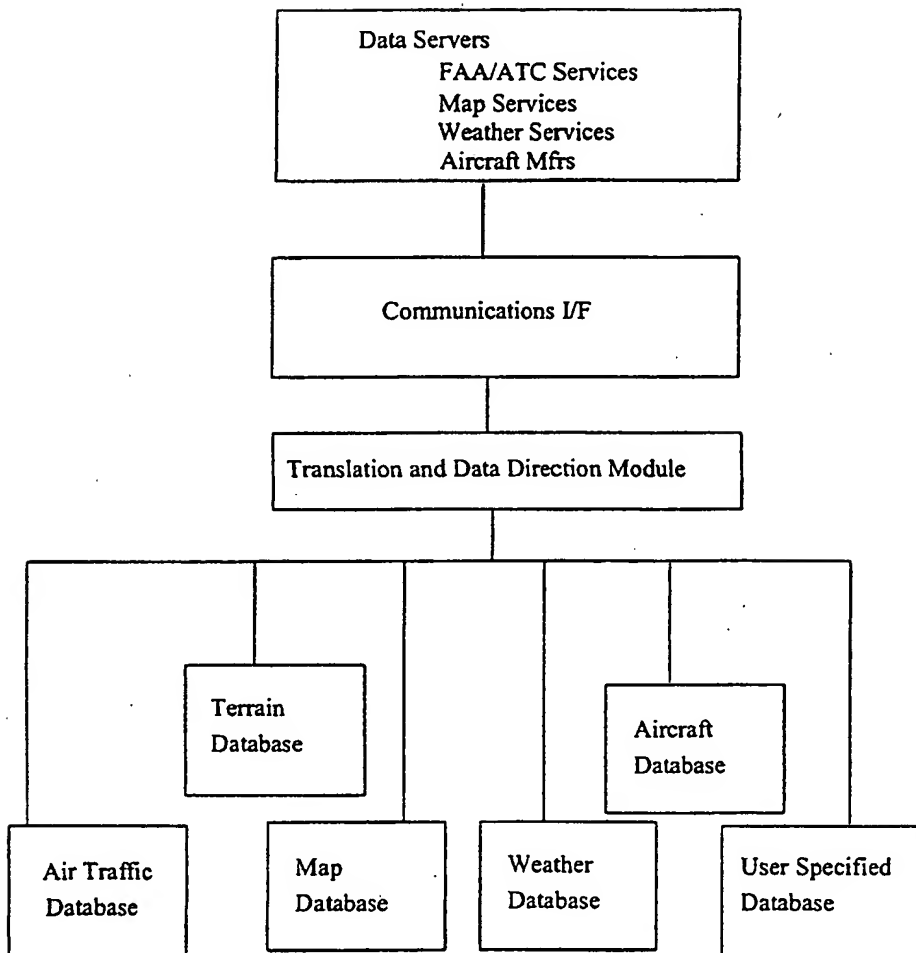 Data Servers
FAA/ATC Services
Map Services
Weather Services
Aircraft Mfrs
Communications I/F
Translation and Data Direction Module
Terrain
Database
Aircraft
Database
Air Traffic
Database
Map
Database
Weather
Database
User Specified
Database